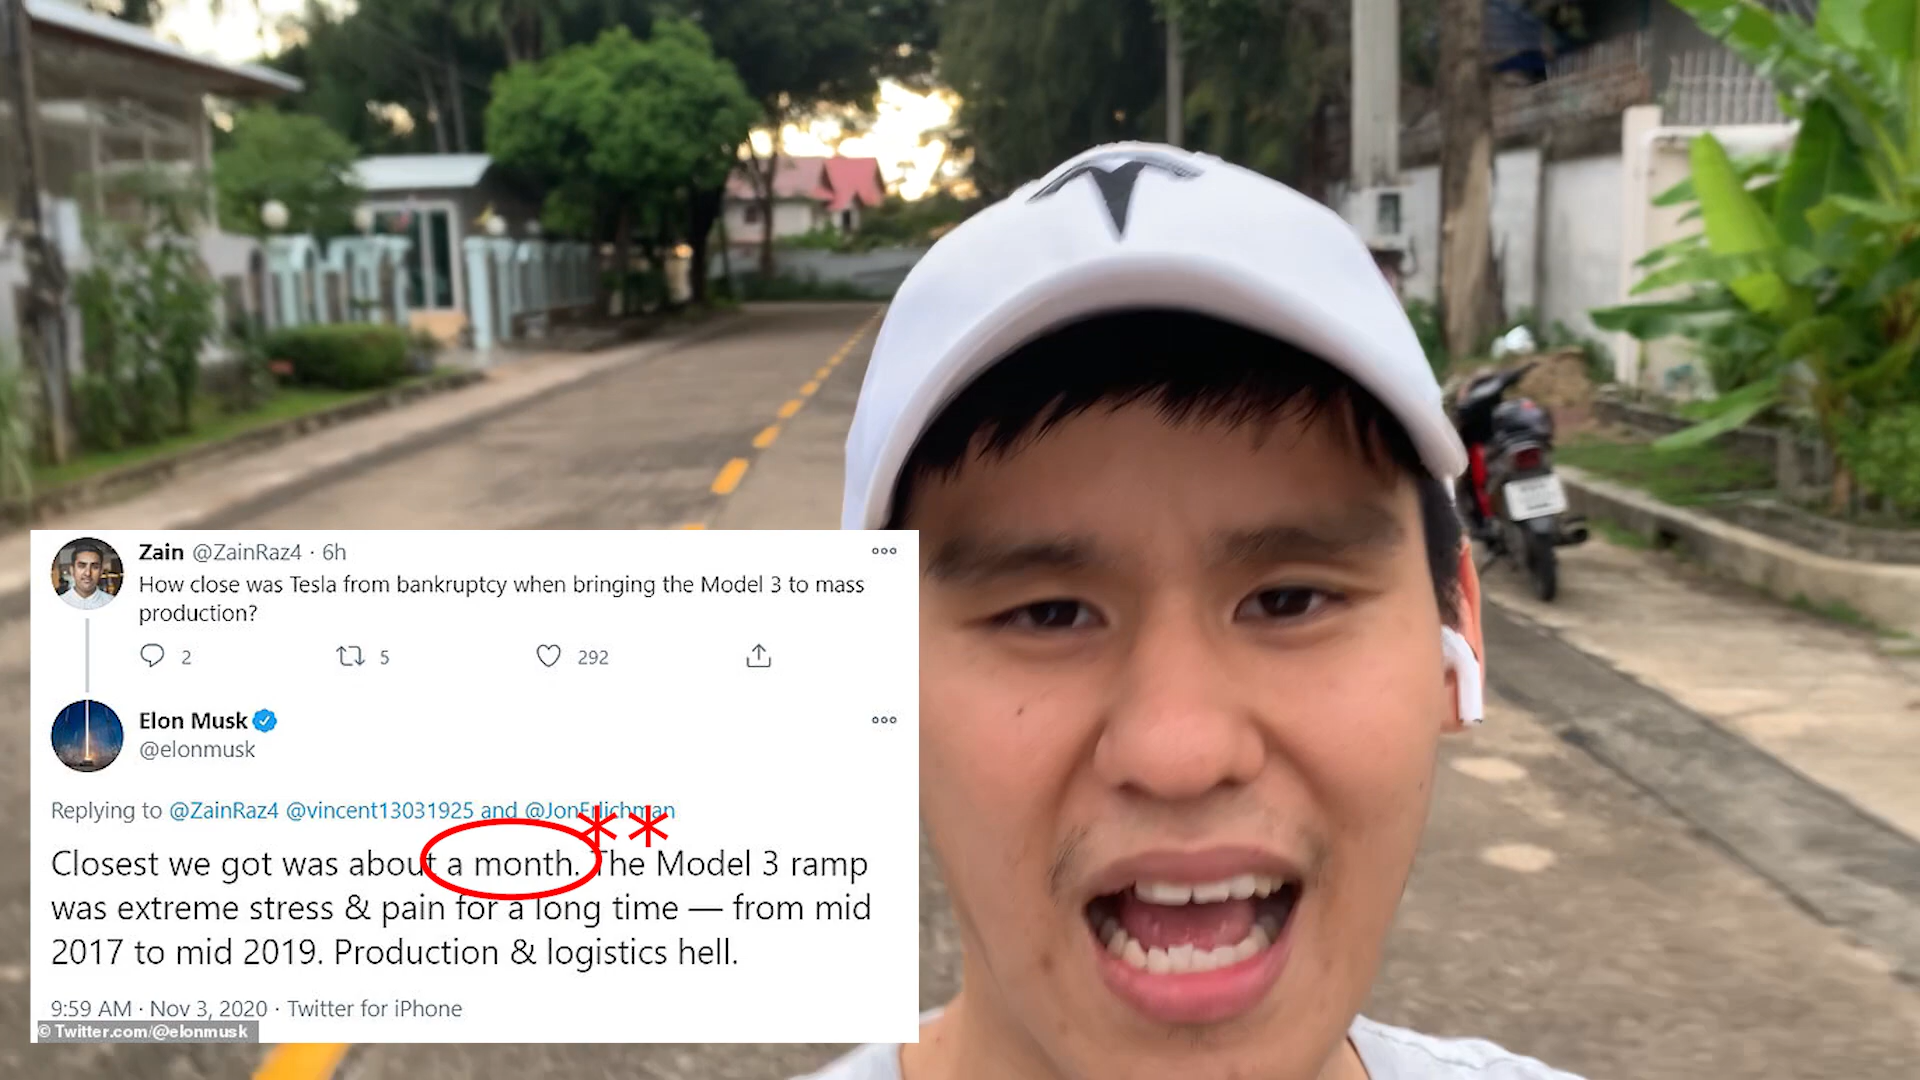 Zain @ZainRaz4 · 6h
How close was Tesla from bankruptcy when bringing the Model 3 to mass
production?
2 5 292
Elon Musk
@elonmusk
Replying to @ZainRaz4 @vincent13031925 and @JonErlichman
**
Closest we got was about a month. The Model 3 ramp
was extreme stress & pain for a long time — from mid
2017 to mid 2019. Production & logistics hell.
9:59 AM · Nov 3, 2020 · Twitter for iPhone
© Twitter.com/@elonmusk